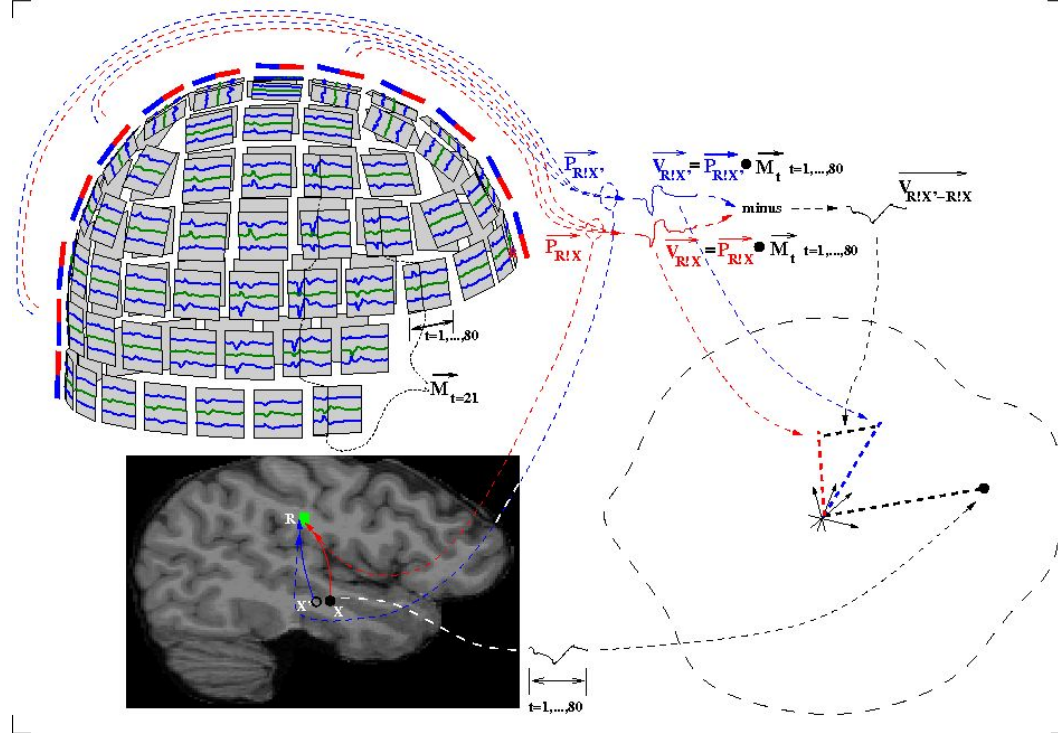 P R!X'
V R!X' = P R!X' ● M t t=1,...,80
minus
V R!X'-R!X
P R!X
V R!X = P R!X ● M t t=1,...,80
t=1,...,80
M t=21
R
X'
X
t=1,...,80